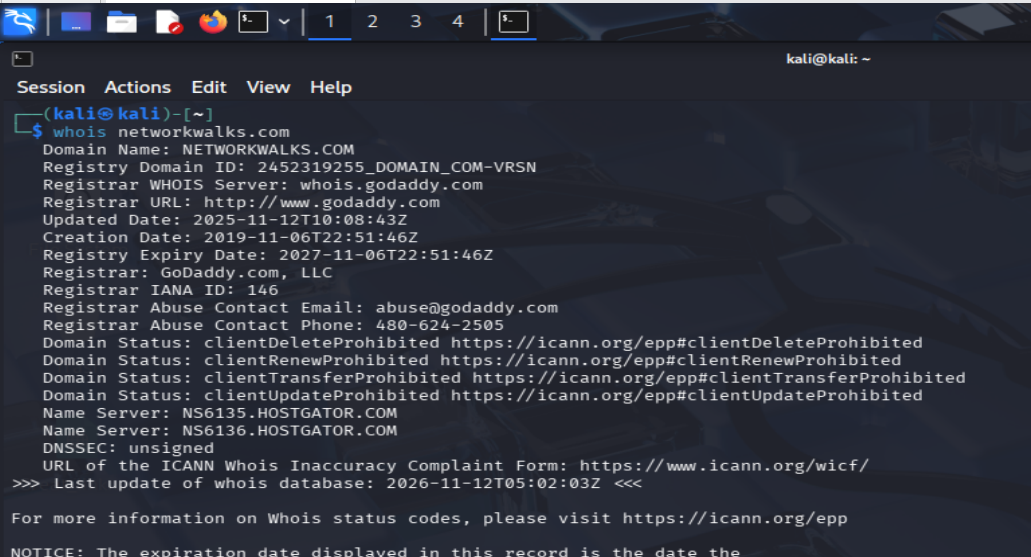 1 2 3 4
kali@kali: ~
Session Actions Edit View Help
┌──(kali㉿kali)-[~]
└─$ whois networkwalks.com
Domain Name: NETWORKWALKS.COM
Registry Domain ID: 2452319255_DOMAIN_COM-VRSN
Registrar WHOIS Server: whois.godaddy.com
Registrar URL: http://www.godaddy.com
Updated Date: 2025-11-12T10:08:43Z
Creation Date: 2019-11-06T22:51:46Z
Registry Expiry Date: 2027-11-06T22:51:46Z
Registrar: GoDaddy.com, LLC
Registrar IANA ID: 146
Registrar Abuse Contact Email: abuse@godaddy.com
Registrar Abuse Contact Phone: 480-624-2505
Domain Status: clientDeleteProhibited https://icann.org/epp#clientDeleteProhibited
Domain Status: clientRenewProhibited https://icann.org/epp#clientRenewProhibited
Domain Status: clientTransferProhibited https://icann.org/epp#clientTransferProhibited
Domain Status: clientUpdateProhibited https://icann.org/epp#clientUpdateProhibited
Name Server: NS6135.HOSTGATOR.COM
Name Server: NS6136.HOSTGATOR.COM
DNSSEC: unsigned
URL of the ICANN Whois Inaccuracy Complaint Form: https://www.icann.org/wicf/
>>> Last update of whois database: 2026-11-12T05:02:03Z <<<
For more information on Whois status codes, please visit https://icann.org/epp
NOTICE: The expiration date displayed in this record is the date the